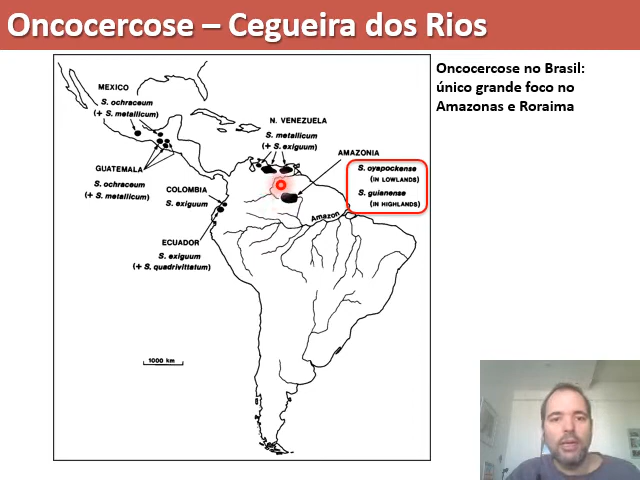 Oncocercose – Cegueira dos Rios
Oncocercose no Brasil:
único grande foco no
Amazonas e Roraima
MEXICO
S. ochraceum
(+ S. metallicum)
N. VENEZUELA
S. metallicum
(+ S. exiguum)
AMAZONIA
S. oyapockense
(IN LOWLANDS)
S. guianense
(IN HIGHLANDS)
GUATEMALA
S. ochraceum
(+ S. metallicum)
COLOMBIA
S. exiguum
Amazon
ECUADOR
S. exiguum
(+ S. quadrivittatum)
1000 km